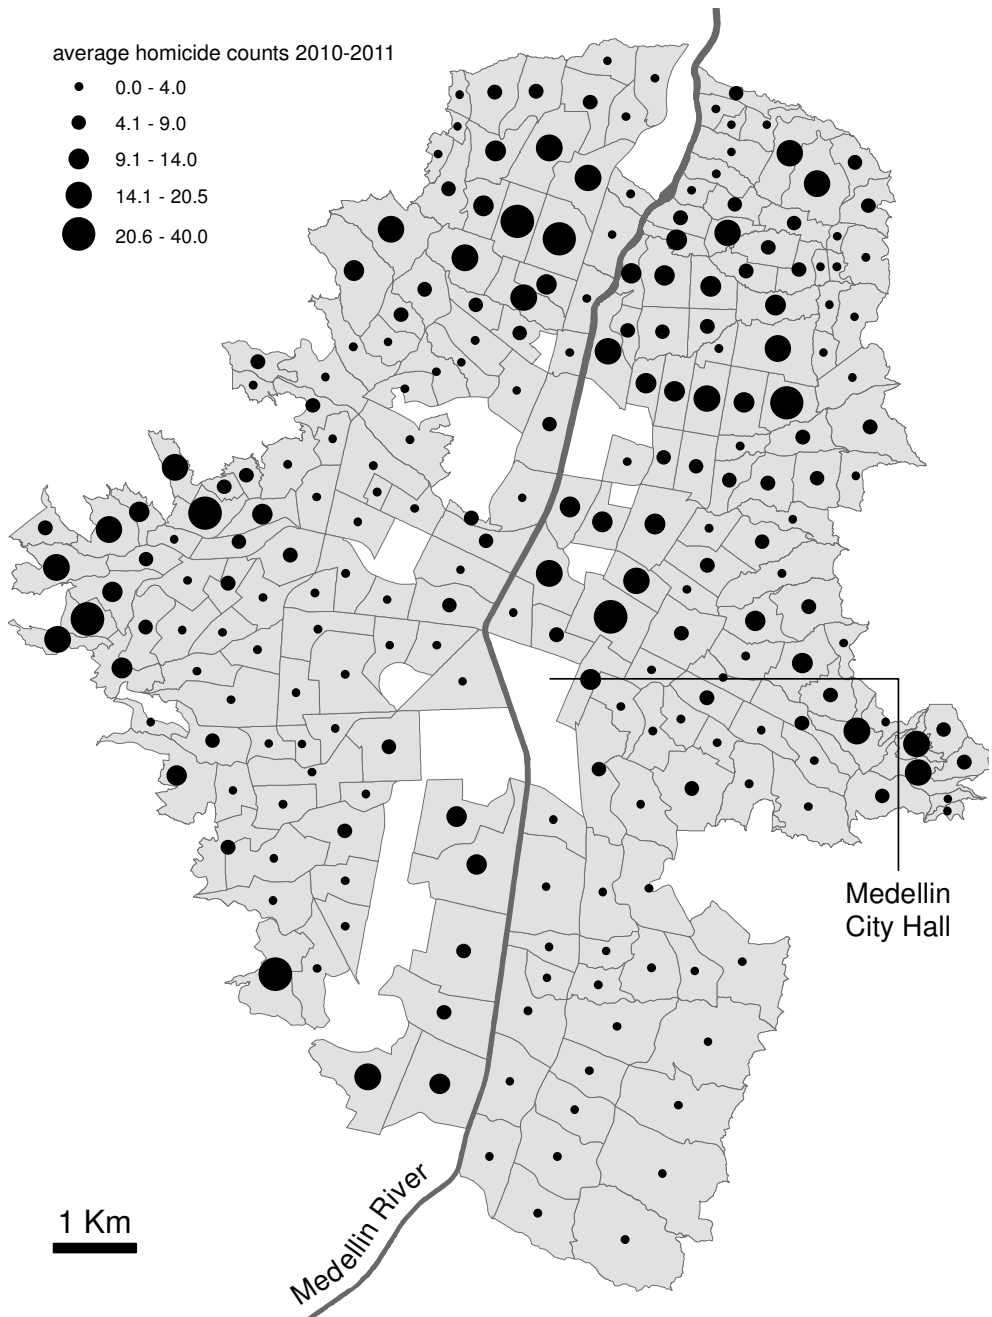 average homicide counts 2010-2011
0.0 - 4.0
4.1 - 9.0
9.1 - 14.0
14.1 - 20.5
20.6 - 40.0
Medellin
City Hall
Medellin River
1 Km